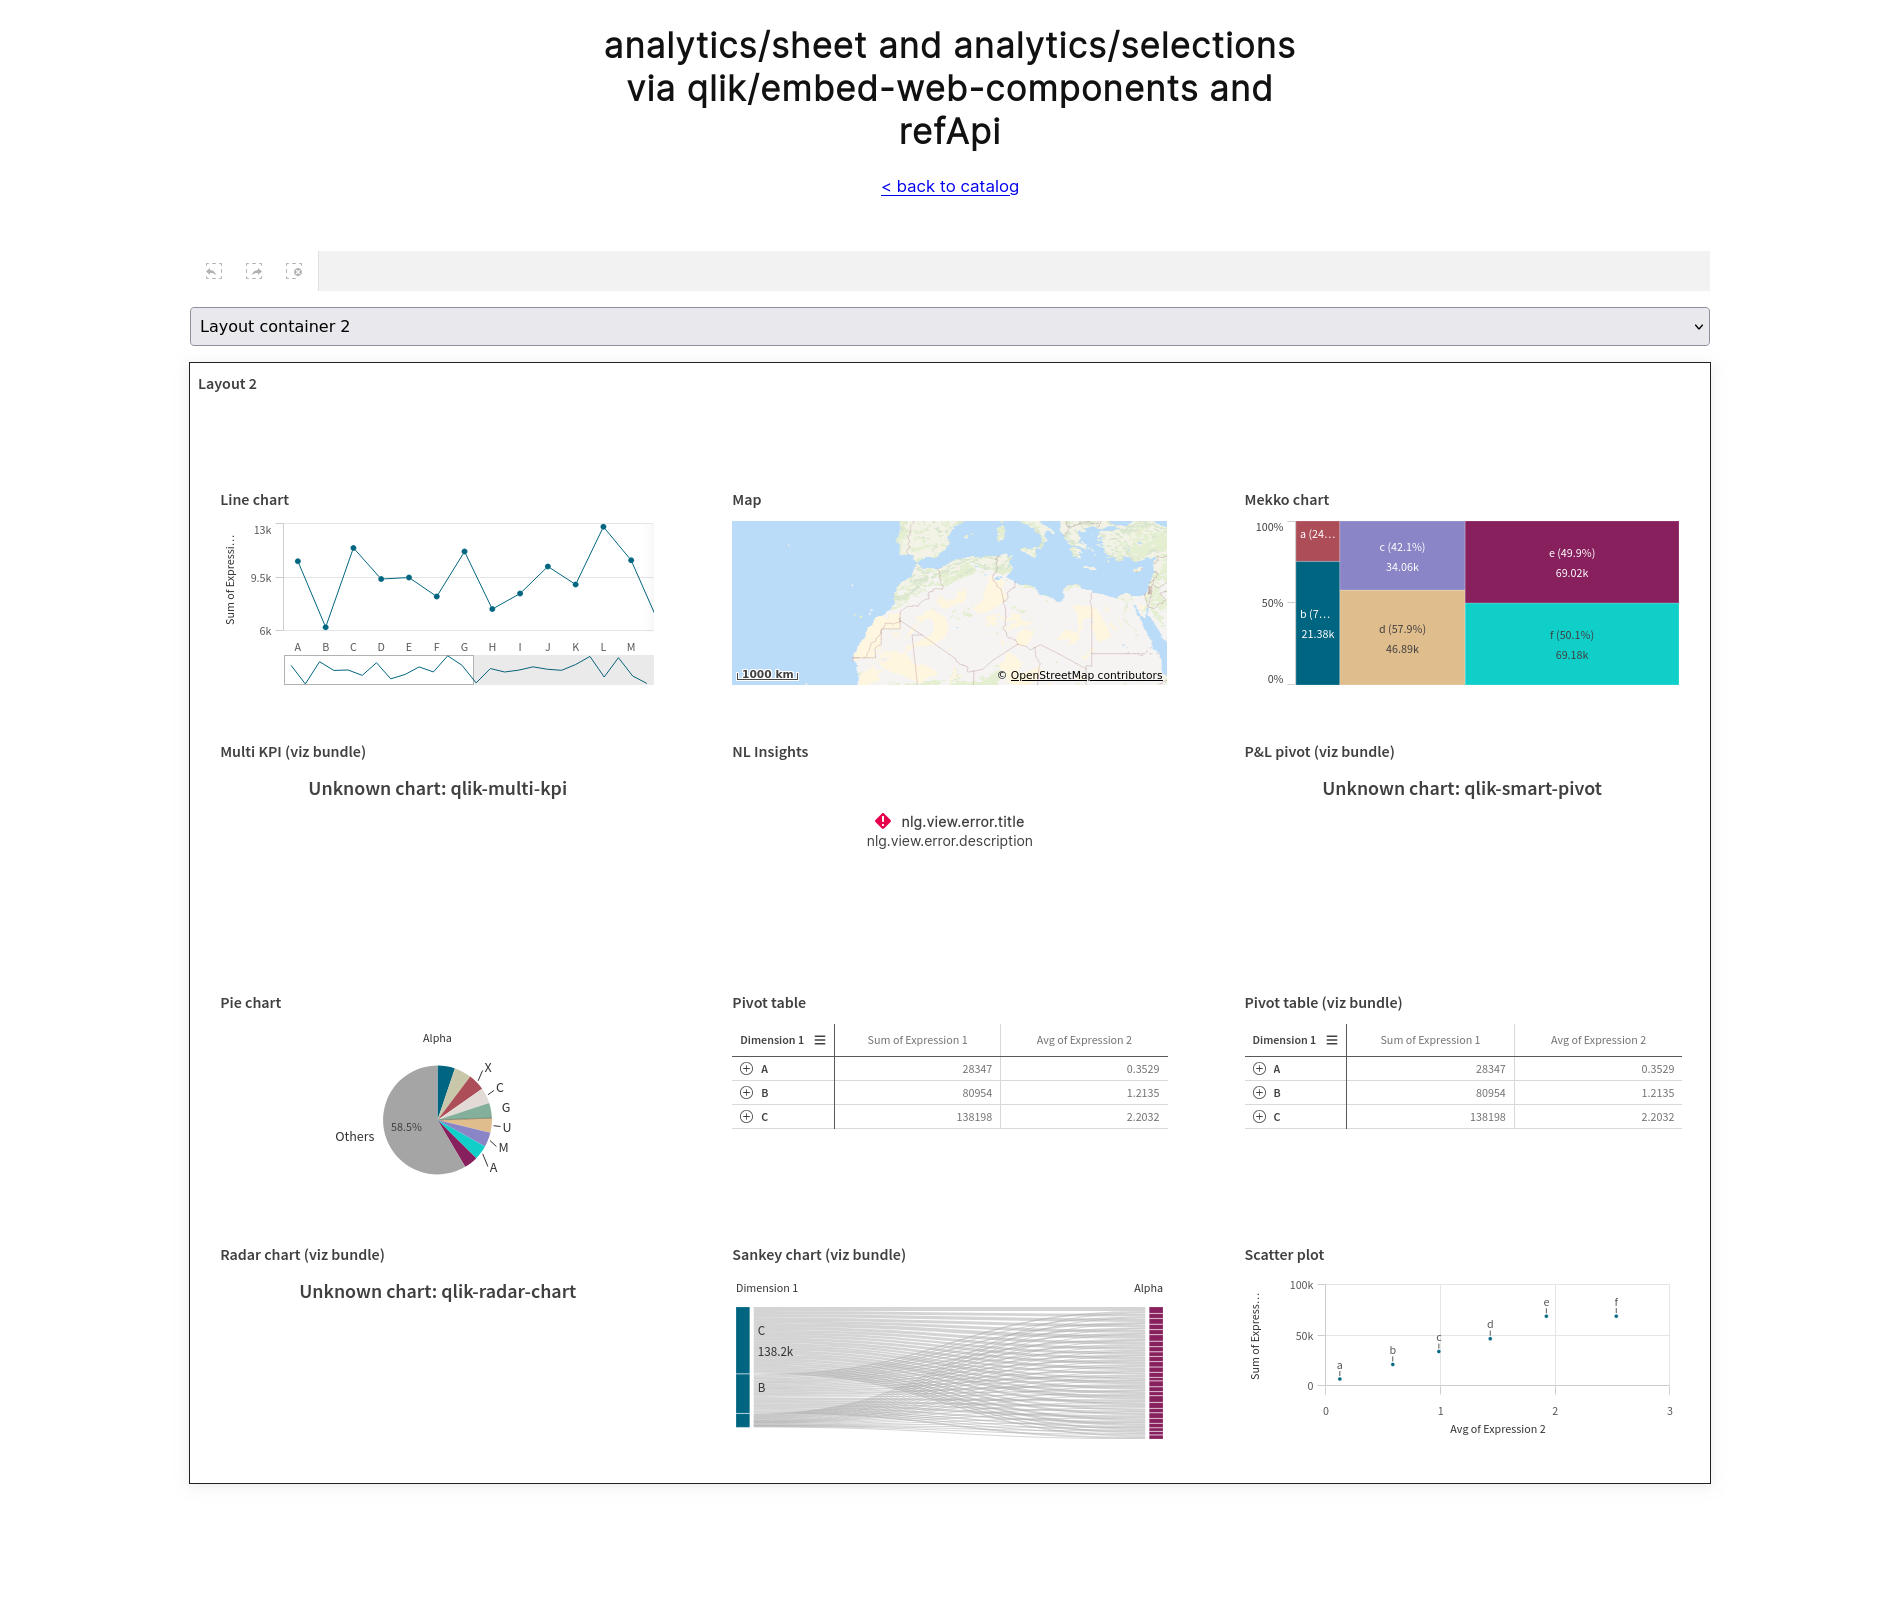 analytics/sheet and analytics/selections
via qlik/embed-web-components and
refApi
< back to catalog
Layout container 2
Layout 2
Line chart
Sum of Expressi…
13k
9.5k
6k
A B C D E F G H I J K L M
Map
1000 km
© OpenStreetMap contributors
Mekko chart
100%
50%
0%
a (24…
b (7…
21.38k
c (42.1%)
34.06k
d (57.9%)
46.89k
e (49.9%)
69.02k
f (50.1%)
69.18k
Multi KPI (viz bundle)
Unknown chart: qlik-multi-kpi
NL Insights
nlg.view.error.title
nlg.view.error.description
P&L pivot (viz bundle)
Unknown chart: qlik-smart-pivot
Pie chart
Alpha
X
C
G
U
M
A
Others
58.5%
Pivot table
Dimension 1 Sum of Expression 1 Avg of Expression 2
A 28347 0.3529
B 80954 1.2135
C 138198 2.2032
Pivot table (viz bundle)
Dimension 1 Sum of Expression 1 Avg of Expression 2
A 28347 0.3529
B 80954 1.2135
C 138198 2.2032
Radar chart (viz bundle)
Unknown chart: qlik-radar-chart
Sankey chart (viz bundle)
Dimension 1 Alpha
C
138.2k
B
Scatter plot
Sum of Express…
100k
50k
0
a
b
c
d
e
f
0 1 2 3
Avg of Expression 2